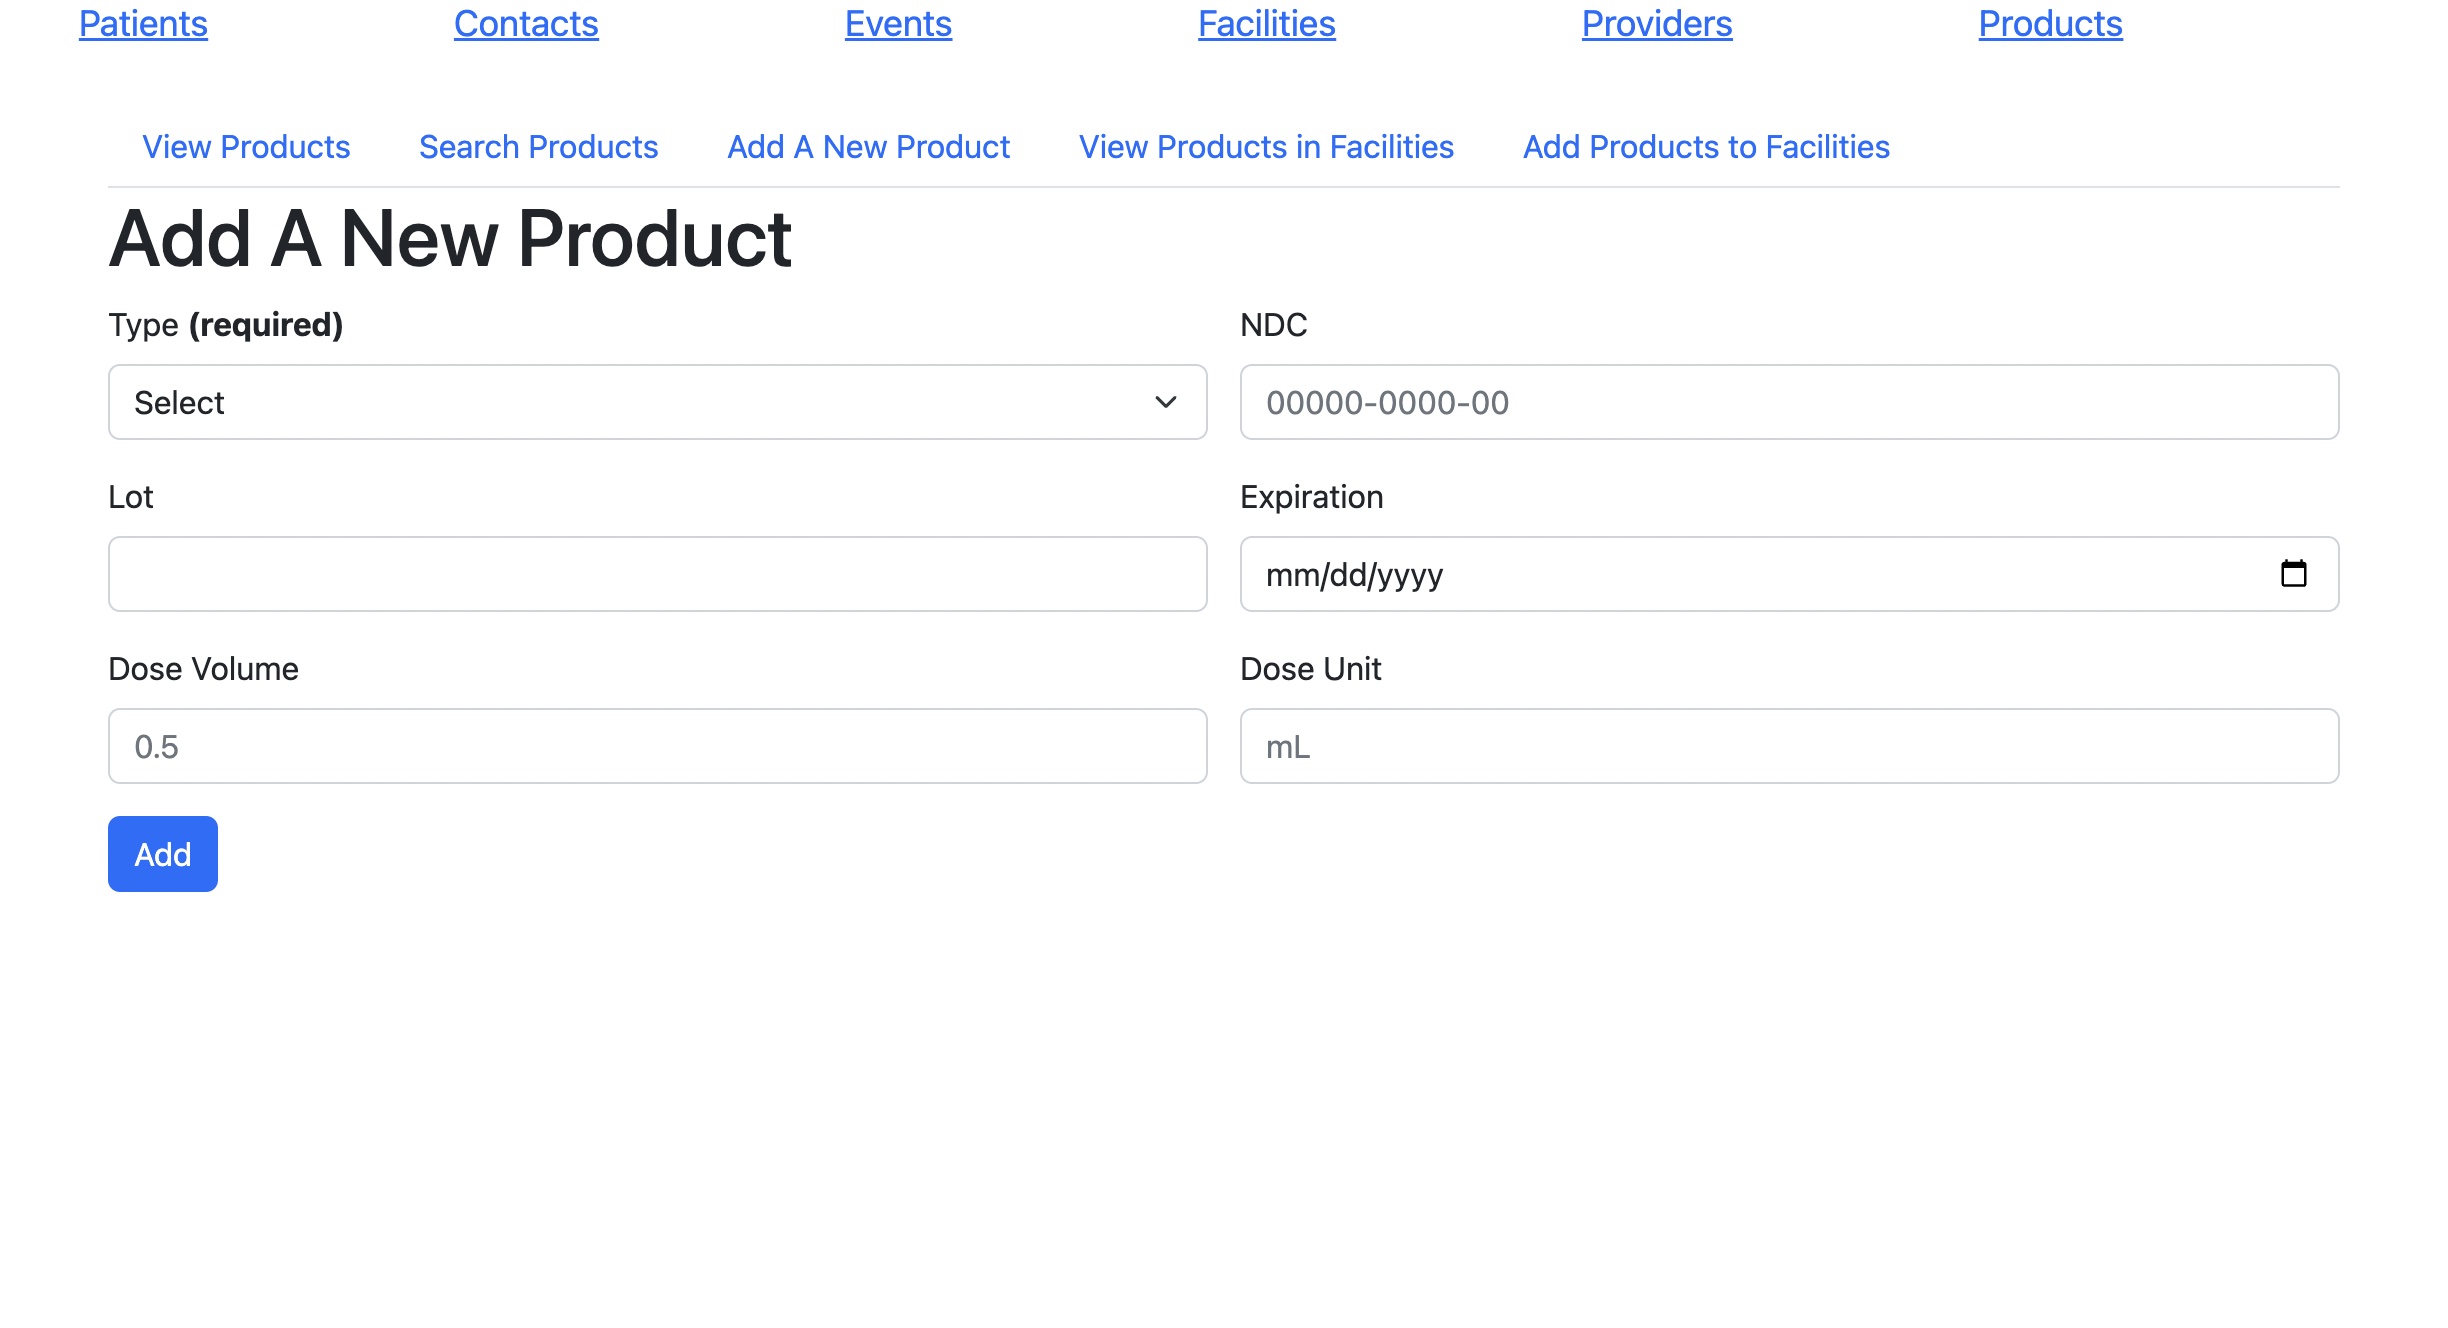 Patients Contacts Events Facilities Providers Products
View Products Search Products Add A New Product View Products in Facilities Add Products to Facilities
Add A New Product
Type (required) NDC
Select 00000-0000-00
Lot Expiration
mm/dd/yyyy
Dose Volume Dose Unit
0.5 mL
Add